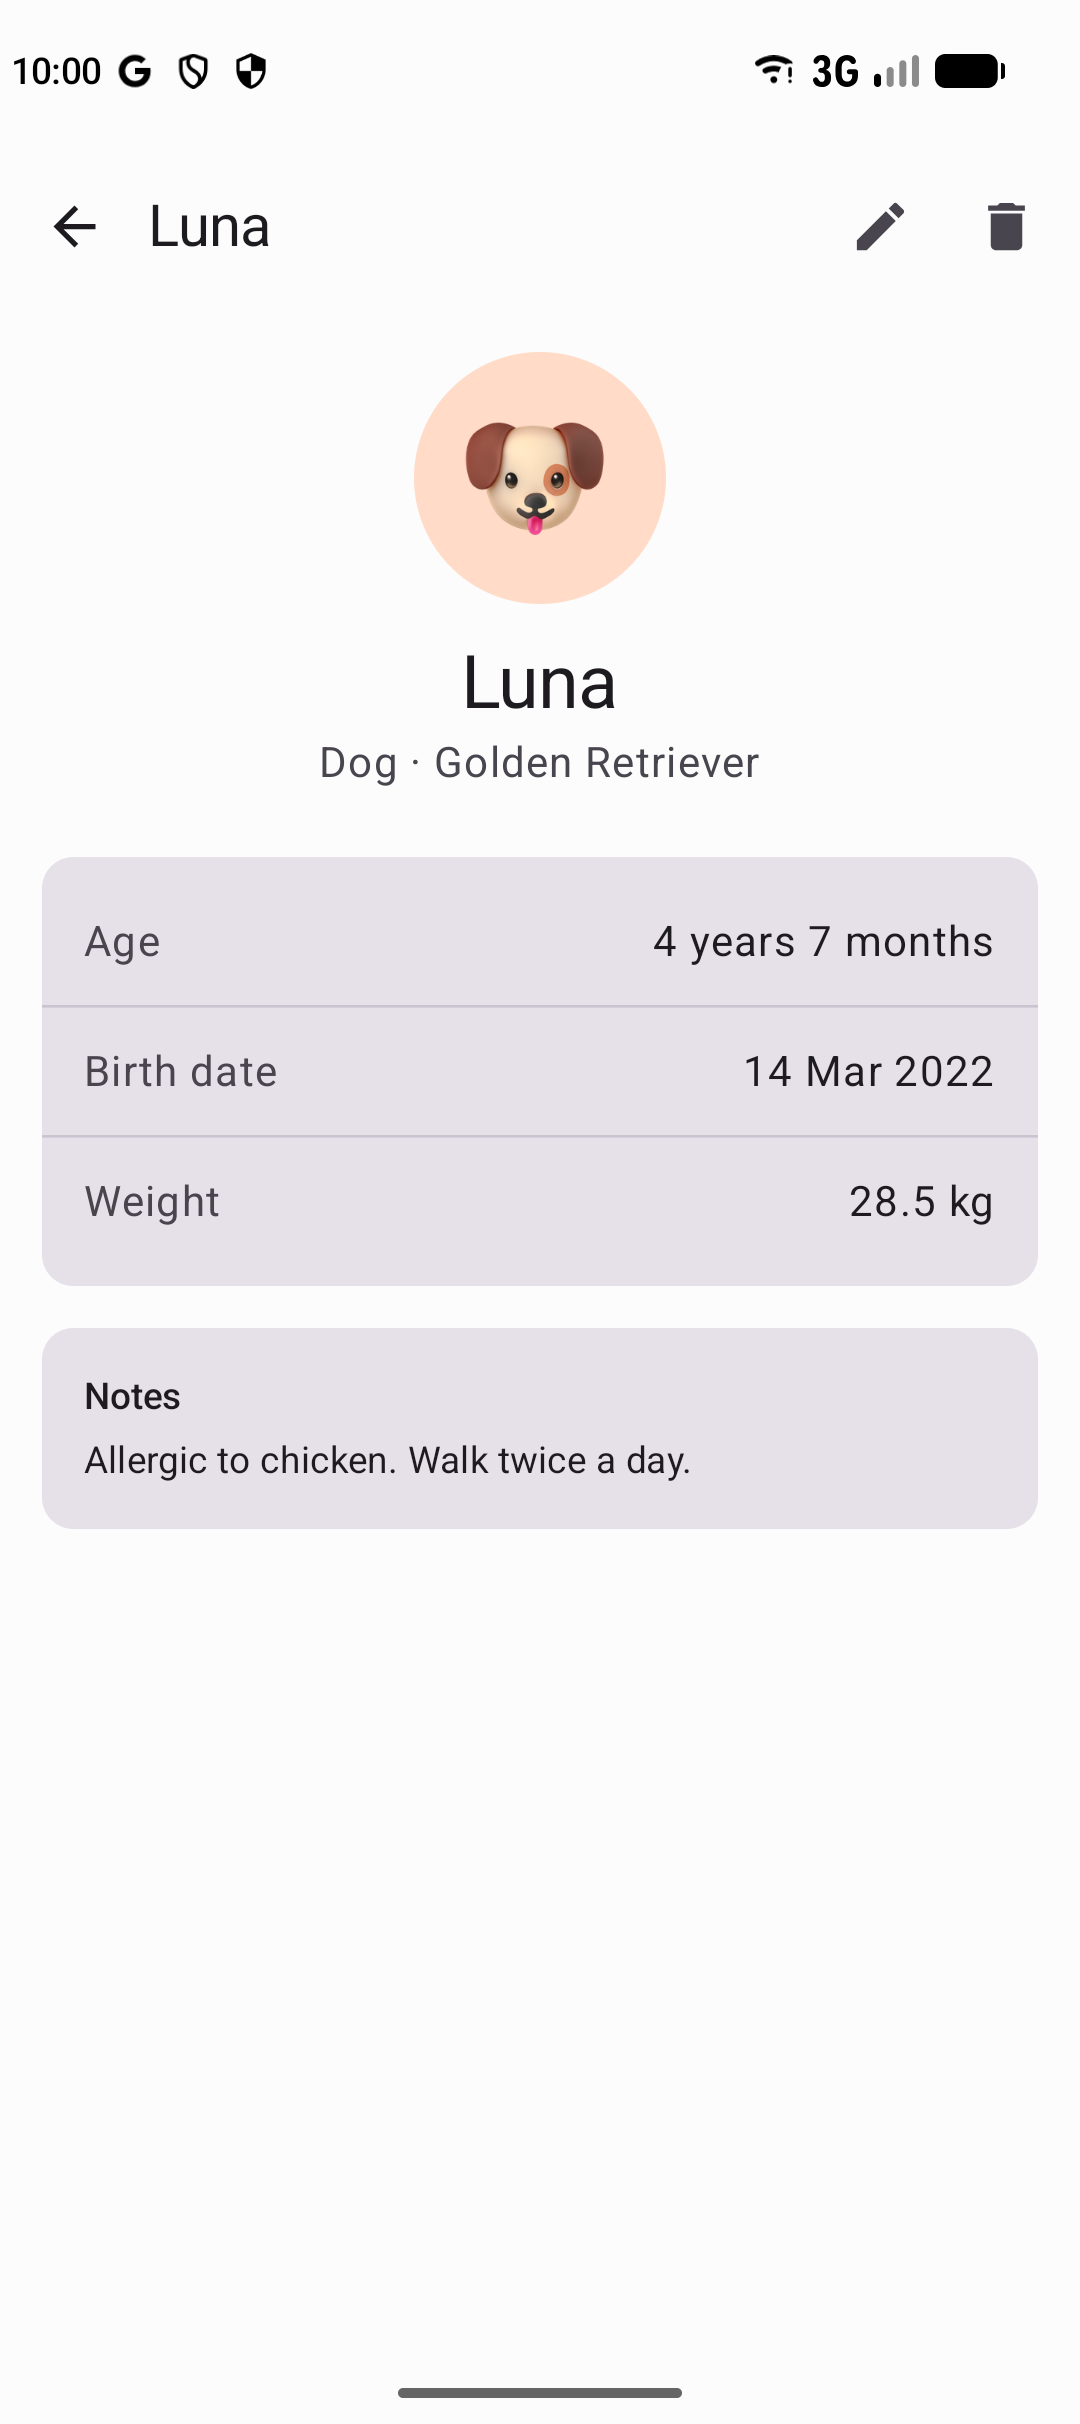 10:00 3G
Luna
Luna
Dog · Golden Retriever
Age 4 years 7 months
Birth date 14 Mar 2022
Weight 28.5 kg
Notes
Allergic to chicken. Walk twice a day.